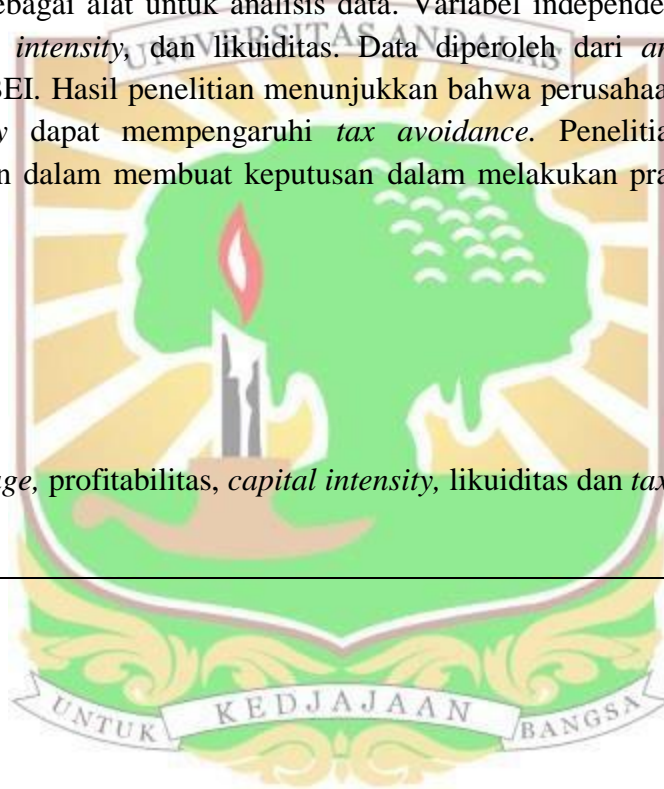 sebagai alat untuk analisis data. Variabel independe
intensity, dan likuiditas. Data diperoleh dari an
UNIVERSITAS ANDALAS
BEI. Hasil penelitian menunjukkan bahwa perusahaa
y dapat mempengaruhi tax avoidance. Penelitia
n dalam membuat keputusan dalam melakukan pra
ge, profitabilitas, capital intensity, likuiditas dan tax
UNTUK KEDJAJAAN BANGSA